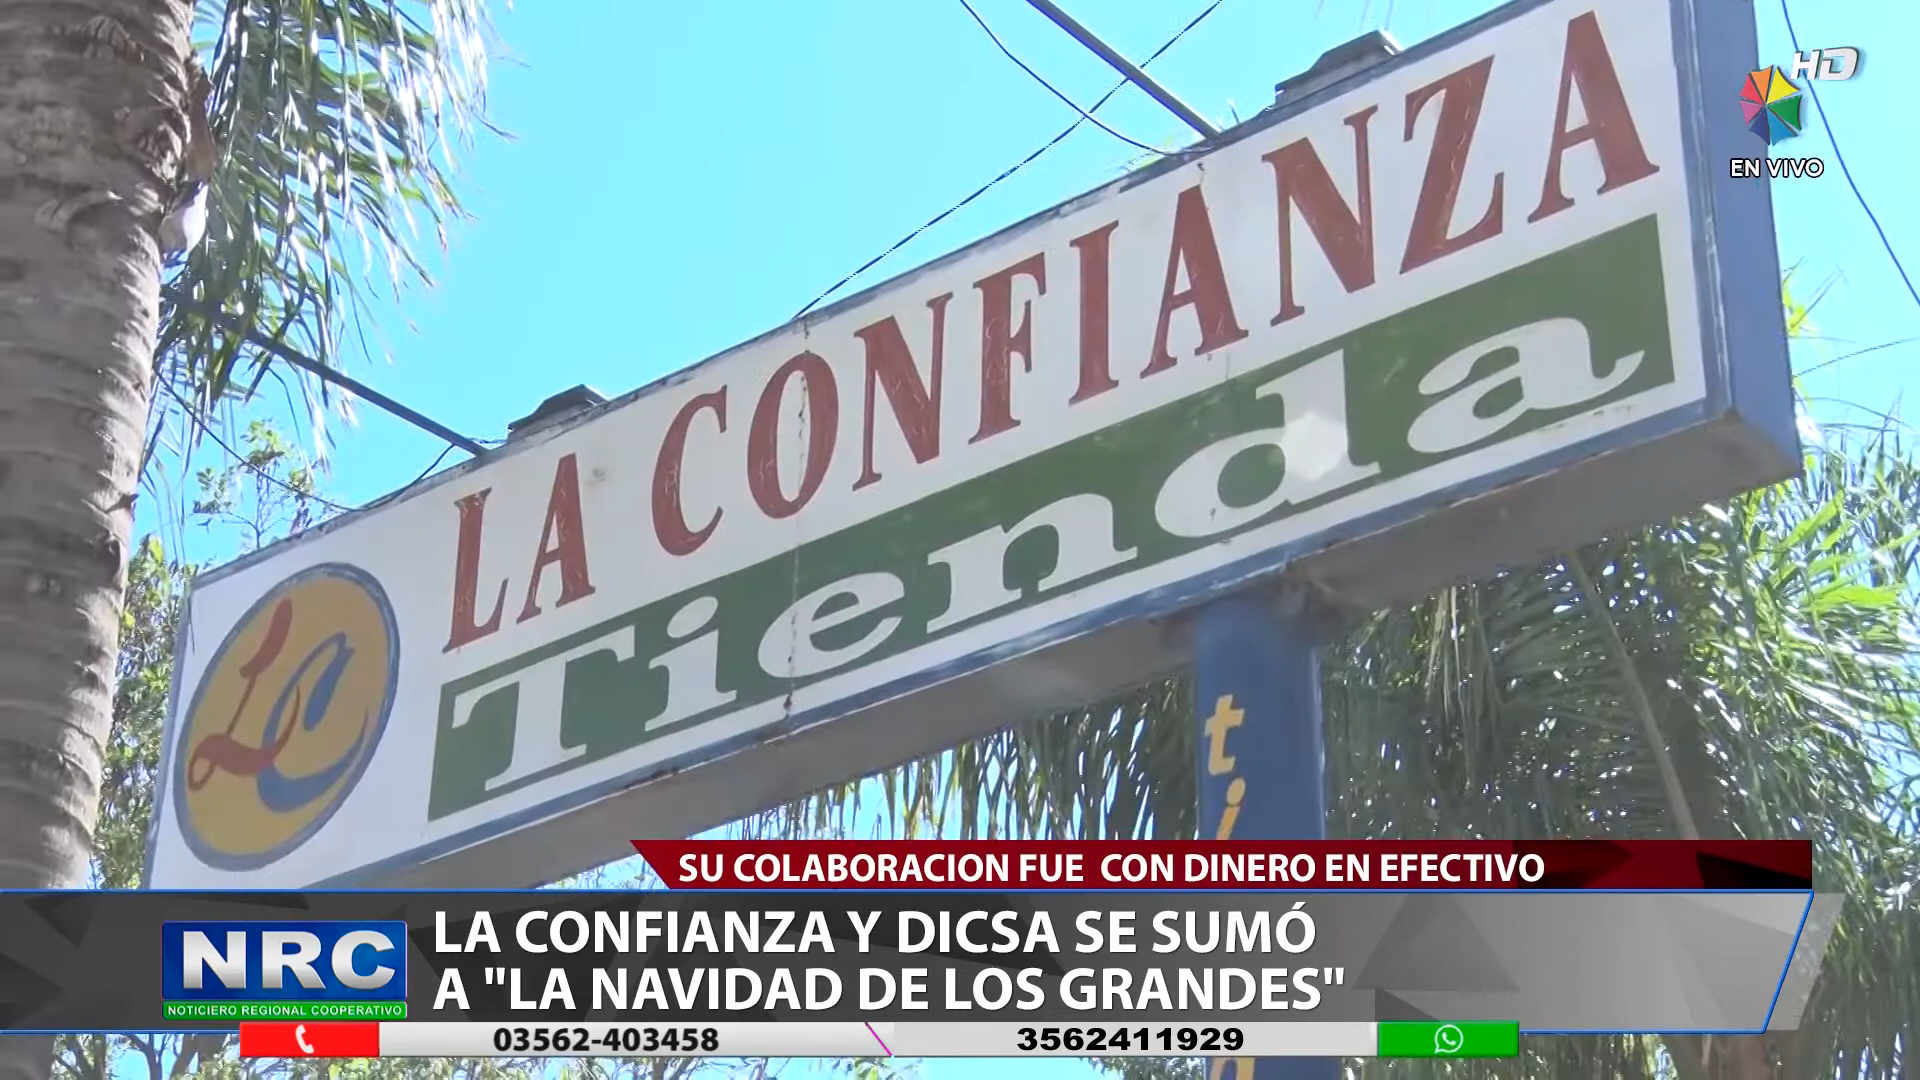 HD
EN VIVO
LA CONFIANZA
Tienda
LC
SU COLABORACION FUE CON DINERO EN EFECTIVO
LA CONFIANZA Y DICSA SE SUMÓ
A "LA NAVIDAD DE LOS GRANDES"
NRC
NOTICIERO REGIONAL COOPERATIVO
03562-403458
3562411929